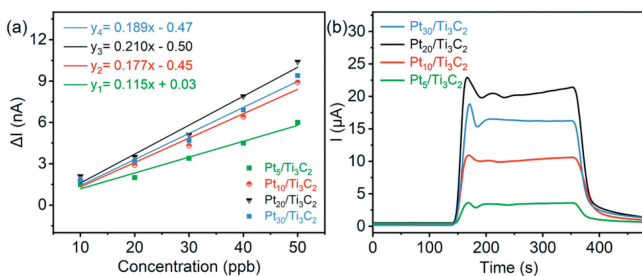 (a)
y₄ = 0.189x - 0.47
y₃ = 0.210x - 0.50
y₂ = 0.177x - 0.45
y₁ = 0.115x + 0.03
ΔI (nA)
12
9
6
3
0
Pt₅/Ti₃C₂
Pt₁₀/Ti₃C₂
Pt₂₀/Ti₃C₂
Pt₃₀/Ti₃C₂
10 20 30 40 50
Concentration (ppb)
(b)
Pt₃₀/Ti₃C₂
Pt₂₀/Ti₃C₂
Pt₁₀/Ti₃C₂
Pt₅/Ti₃C₂
I (μA)
35
30
25
20
15
10
5
0
0 100 200 300 400
Time (s)